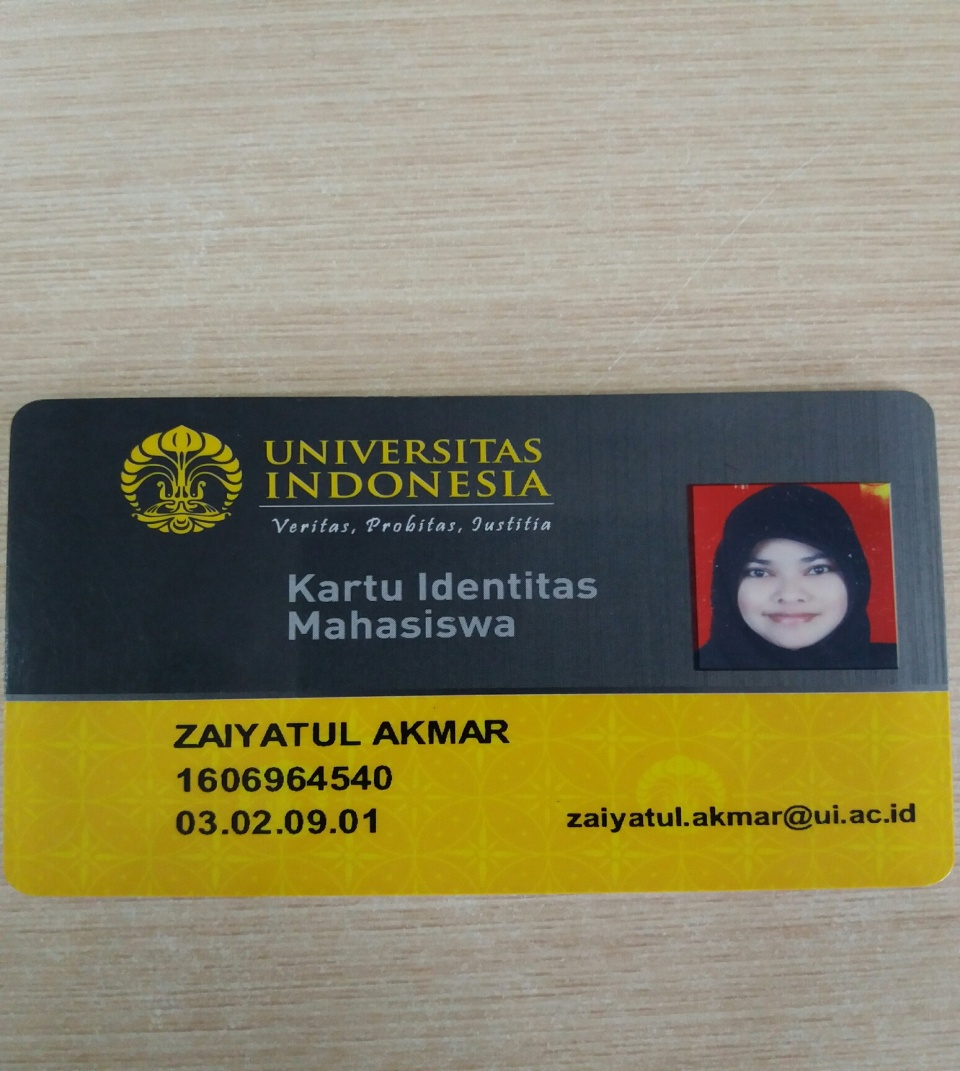 UNIVERSITAS
INDONESIA
Veritas, Probitas, Justitia
Kartu Identitas
Mahasiswa
ZAIYATUL AKMAR
1606964540
03.02.09.01
zaiyatul.akmar@ui.ac.id